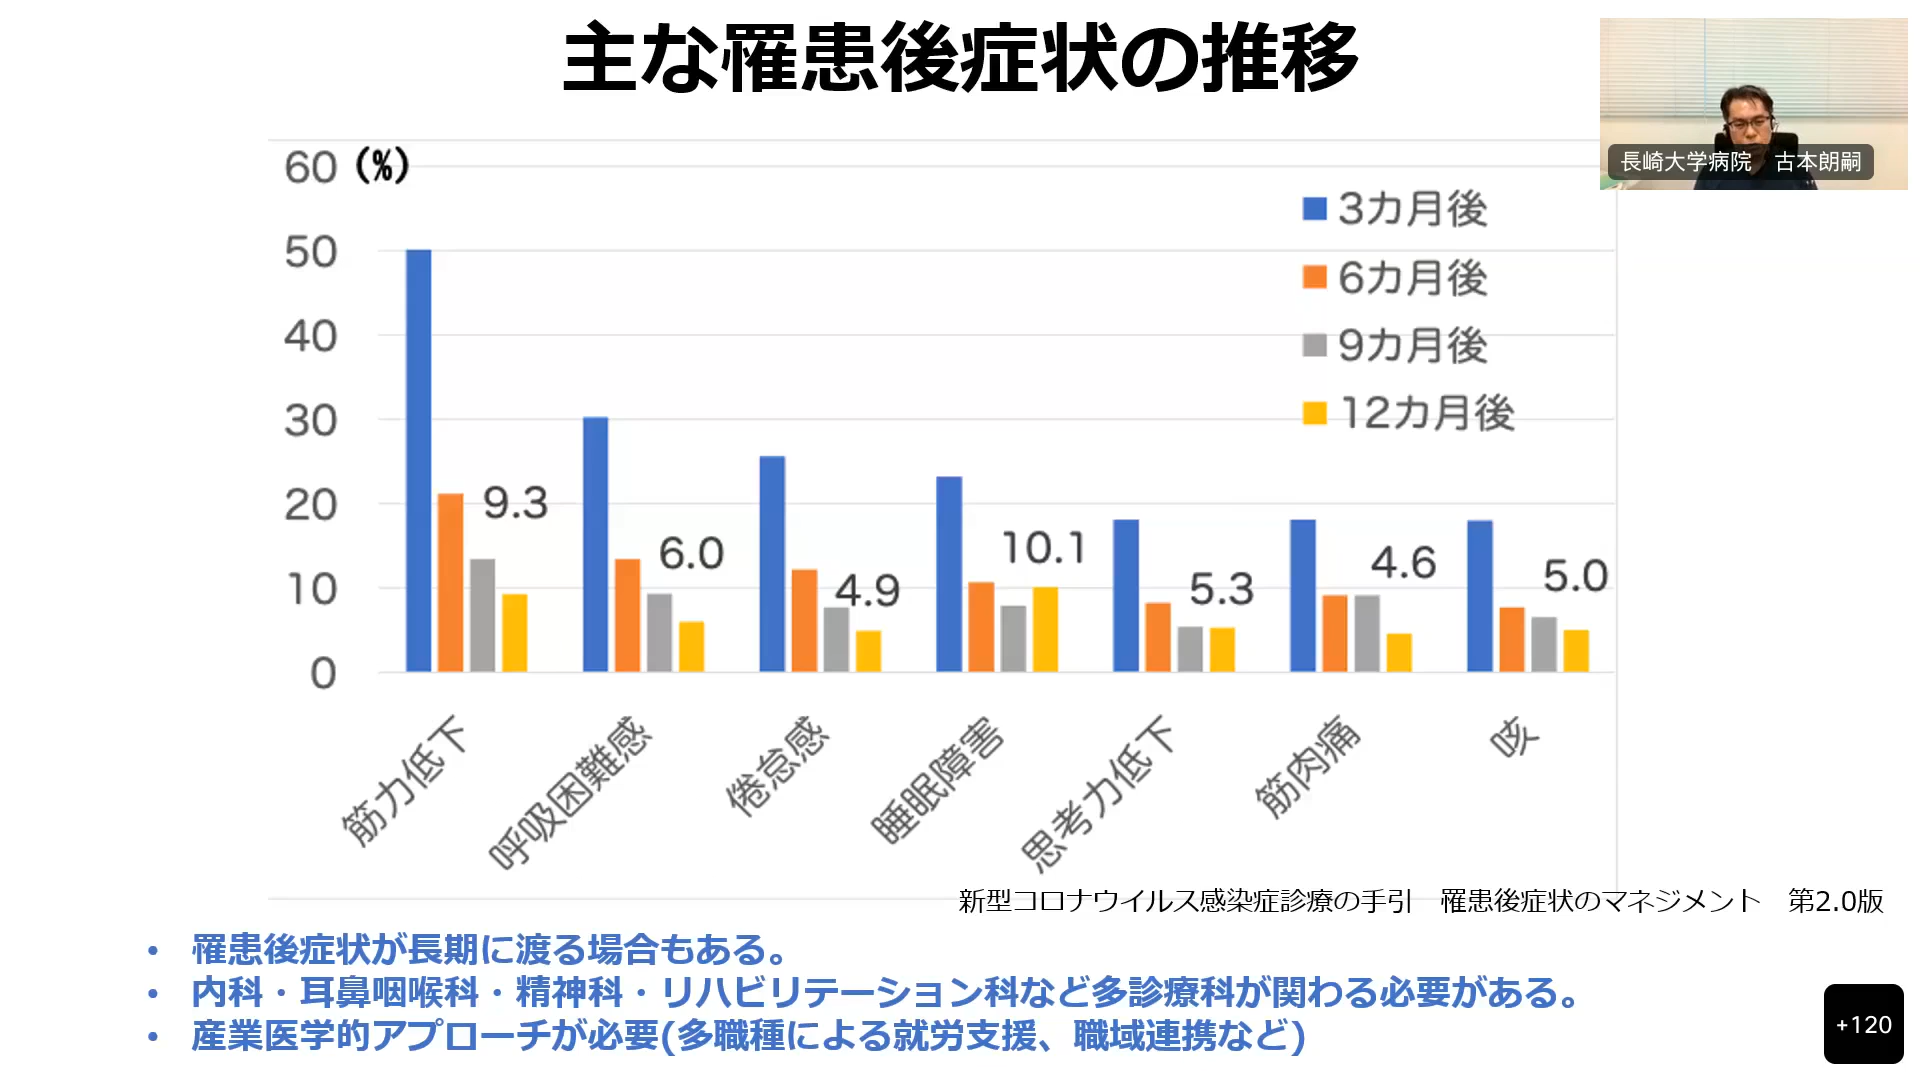 主な罹患後症状の推移
長崎大学病院　古本朗嗣
60 (%)
50
40
30
20
10
0
3カ月後
6カ月後
9カ月後
12カ月後
9.3
6.0
4.9
10.1
5.3
4.6
5.0
筋力低下
呼吸困難感
倦怠感
睡眠障害
思考力低下
筋肉痛
咳
新型コロナウイルス感染症診療の手引　罹患後症状のマネジメント　第2.0版
• 罹患後症状が長期に渡る場合もある。
• 内科・耳鼻咽喉科・精神科・リハビリテーション科など多診療科が関わる必要がある。
• 産業医学的アプローチが必要(多職種による就労支援、職域連携など)
+120